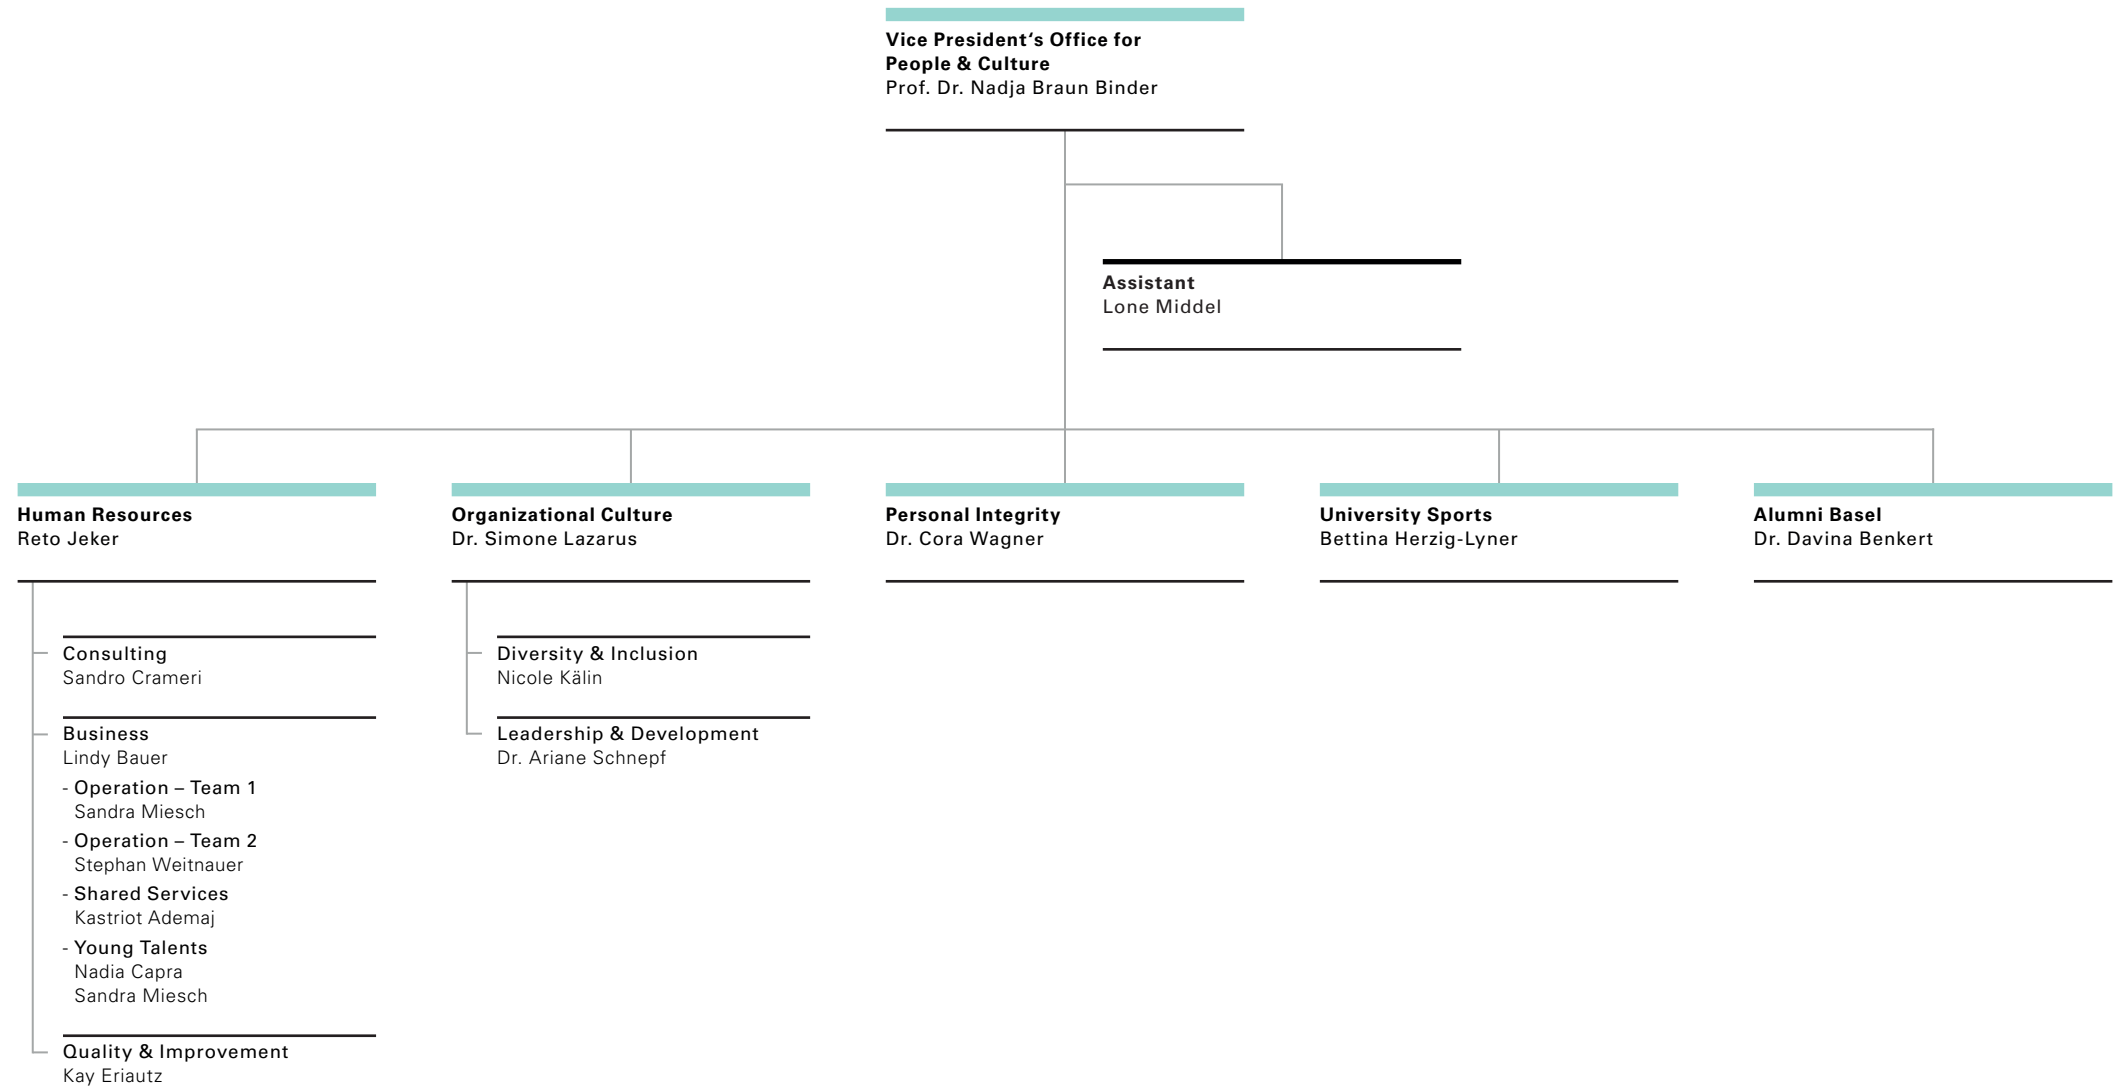 Vice President‘s Office for
People & Culture
Prof. Dr. Nadja Braun Binder
Assistant
Lone Middel
Human Resources
Reto Jeker
Consulting
Sandro Crameri
Business
Lindy Bauer
- Operation – Team 1
Sandra Miesch
- Operation – Team 2
Stephan Weitnauer
- Shared Services
Kastriot Ademaj
- Young Talents
Nadia Capra
Sandra Miesch
Quality & Improvement
Kay Eriautz
Organizational Culture
Dr. Simone Lazarus
Diversity & Inclusion
Nicole Kälin
Leadership & Development
Dr. Ariane Schnepf
Personal Integrity
Dr. Cora Wagner
University Sports
Bettina Herzig-Lyner
Alumni Basel
Dr. Davina Benkert